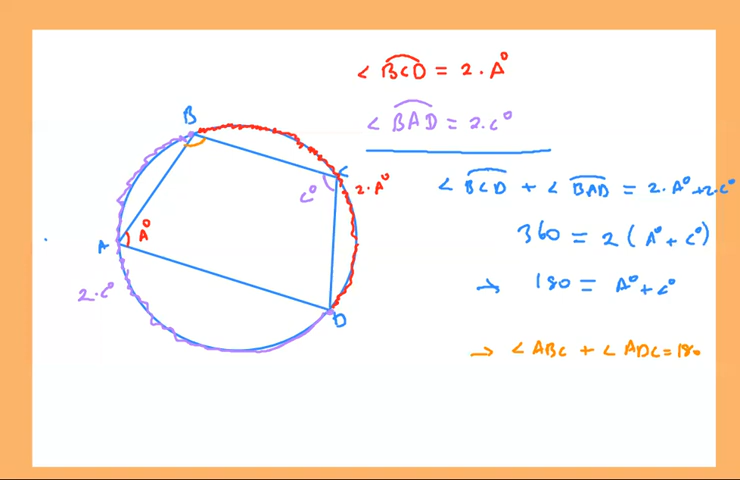 ∠ BCD = 2.A°
∠ BAD = 2.C°
∠ BCD + ∠ BAD = 2.A° + 2.C°
360 = 2 (A° + C°)
→ 180 = A° + C°
→ ∠ ABC + ∠ ADC = 180
B
C
C°
2.A°
A
A°
2.C°
D